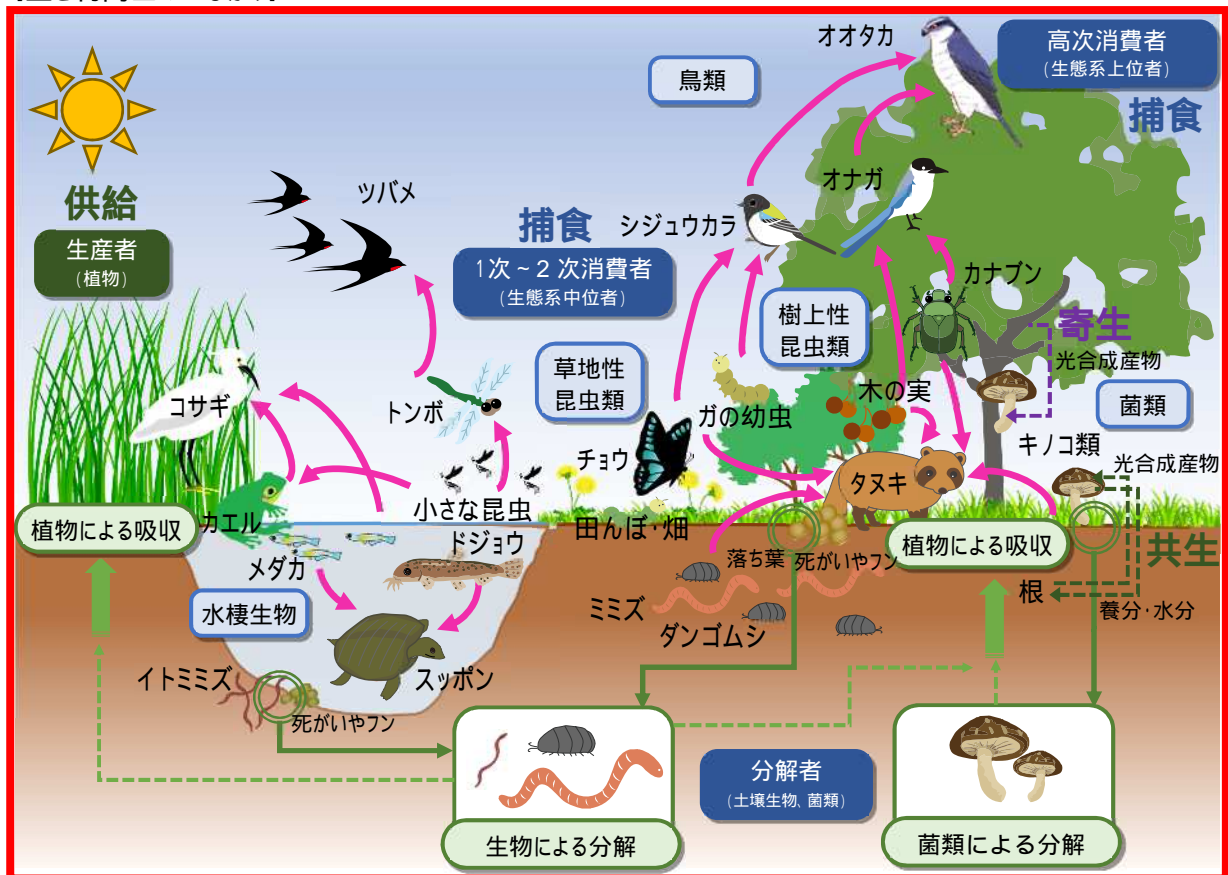 オオタカ
高次消費者
(生態系上位者)
鳥類
捕食
供給
ツバメ
オナガ
生産者
(植物)
捕食
シジュウカラ
1次~2次消費者
(生態系中位者)
カナブン
樹上性
昆虫類
寄生
光合成産物
草地性
昆虫類
コサギ
トンボ
ガの幼虫
木の実
菌類
キノコ類
チョウ
タヌキ
光合成産物
植物による吸収
カエル
小さな昆虫
田んぼ・畑
植物による吸収
ドジョウ
メダカ
落ち葉
死がいやフン
共生
根
水棲生物
ミミズ
養分・水分
ダンゴムシ
イトミミズ
スッポン
死がいやフン
分解者
(土壌生物、菌類)
生物による分解
菌類による分解